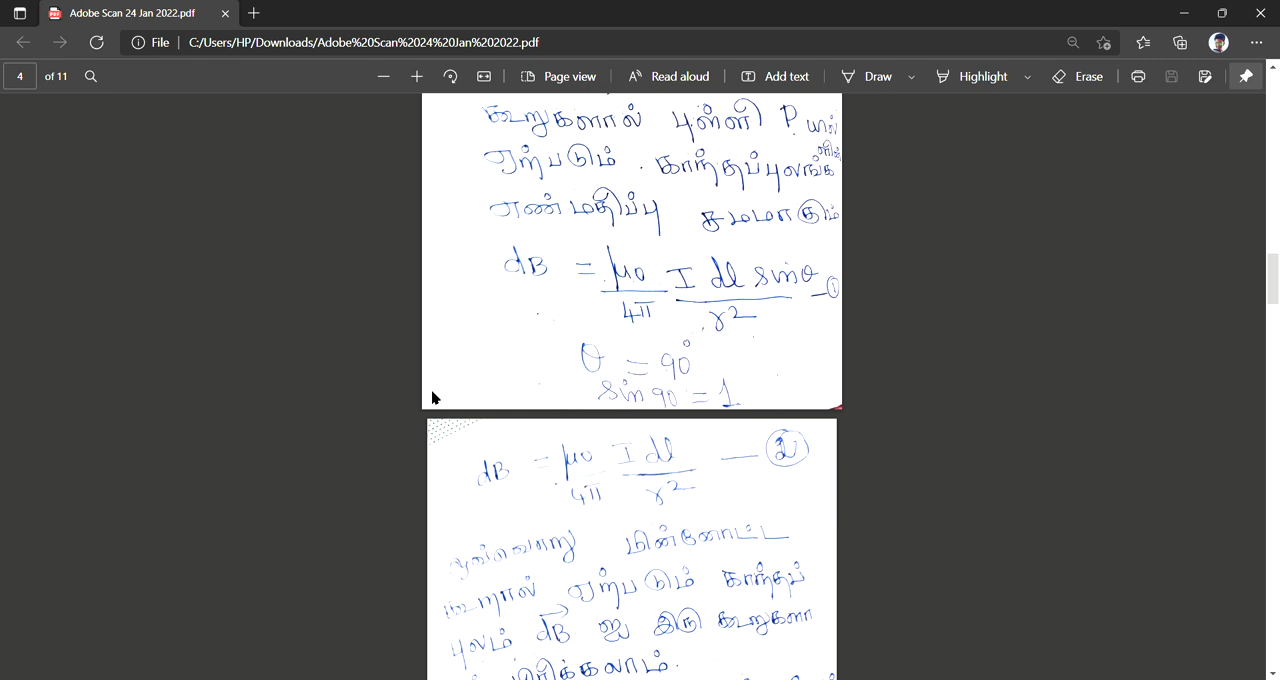 Adobe Scan 24 Jan 2022.pdf
File | C:/Users/HP/Downloads/Adobe%20Scan%2024%20Jan%202022.pdf
4 of 11 Page view Read aloud Add text Draw Highlight Erase
கூறுகளால் புள்ளி P யில்
ஏற்படும் காந்தப்புலங்க ளின்
எண்மதிப்பு சமமாகும்
dB = μ0/4π I dl sinθ/r2 — ①
θ = 90°
sin 90 = 1
dB = μ0/4π I dl/r2 — ②
மின்னோட்ட
கூறால் ஏற்படும் காந்தப்
புலம் dB ஐ இரு கூறுகளா
பிரிக்கலாம்.